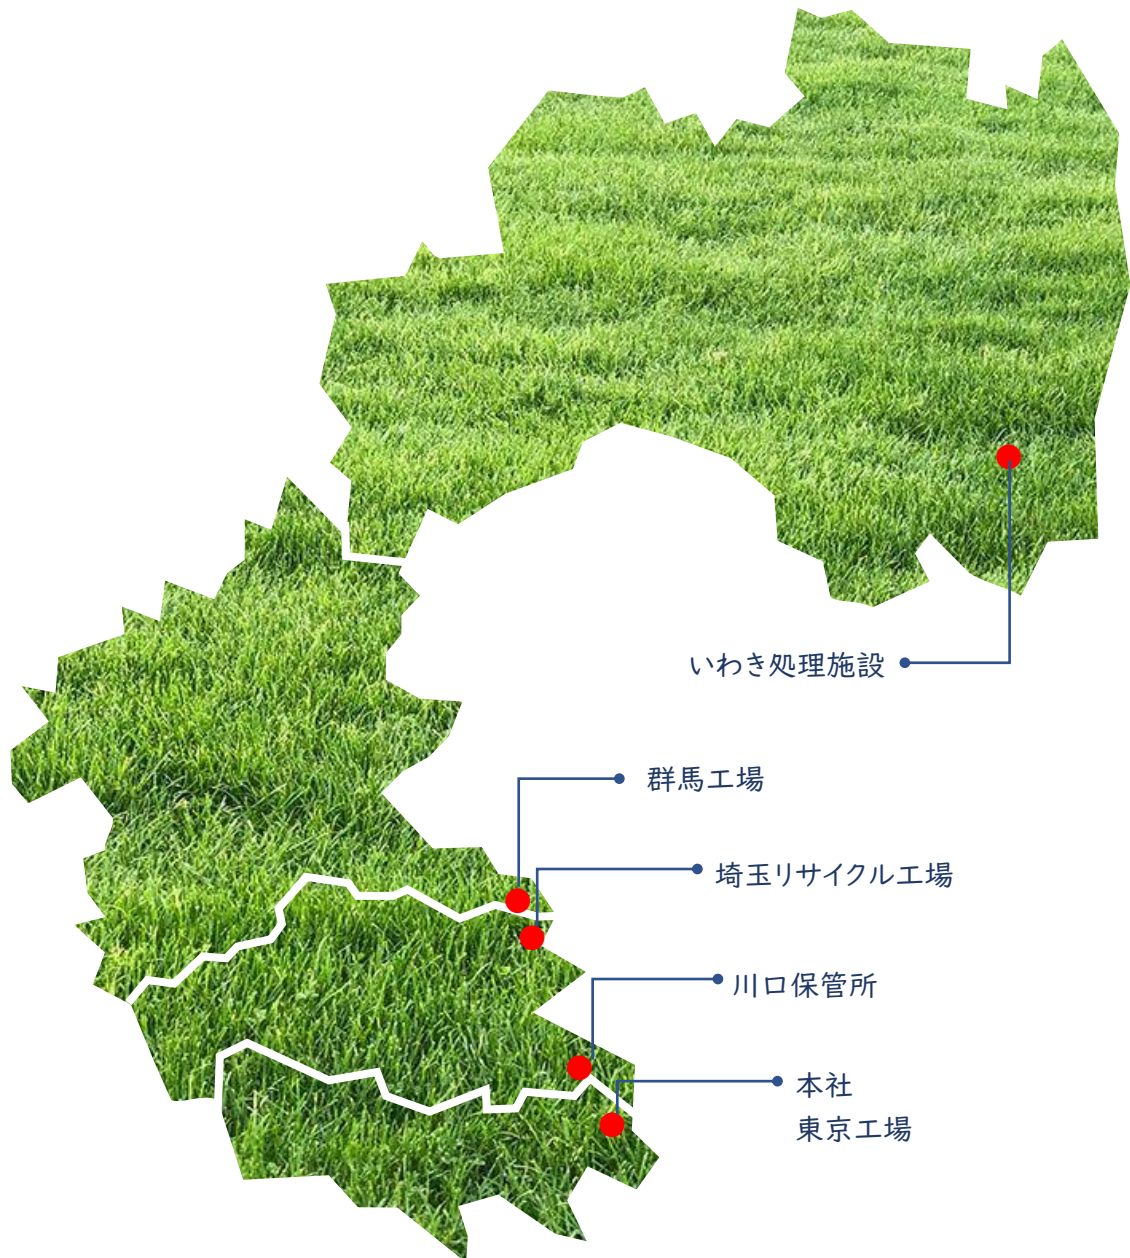 いわき処理施設
群馬工場
埼玉リサイクル工場
川口保管所
本社
東京工場